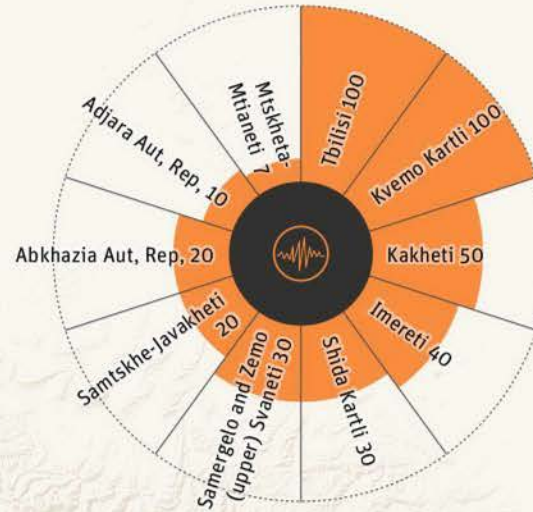 Tbilisi 100
Kvemo Kartli 100
Kakheti 50
Imereti 40
Shida Kartli 30
Samergelo and Zemo
(upper) Svaneti 30
Samtskhe-Javakheti
20
Abkhazia Aut, Rep, 20
Adjara Aut, Rep, 10
Mtskheta-
Mtianeti 7